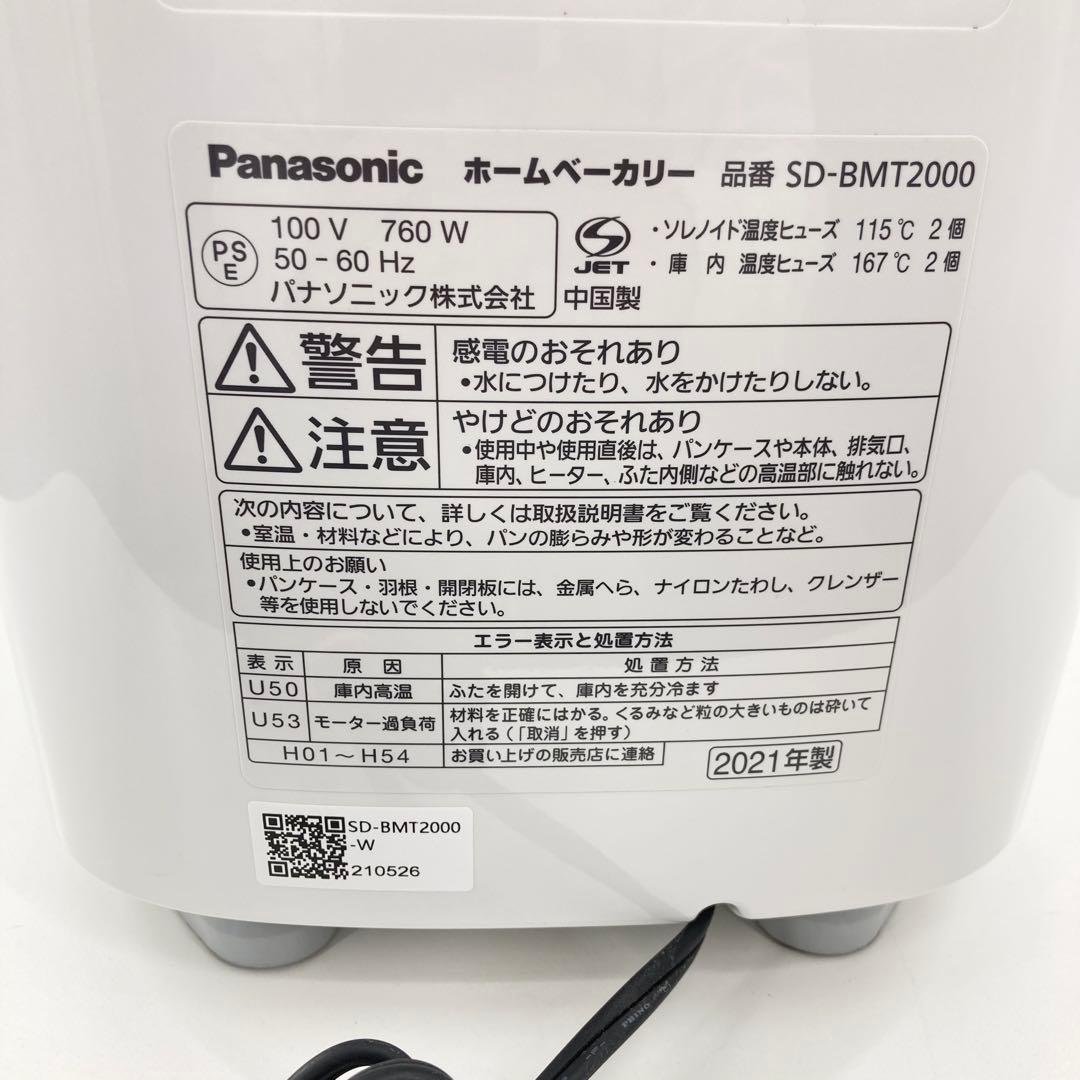 Panasonic ホームベーカリー 品番 SD-BMT2000
PS
E
100 V 760 W
50 - 60 Hz
パナソニック株式会社
JET
・ソレノイド温度ヒューズ 115℃ 2個
・庫内 温度ヒューズ 167℃ 2個
中国製
警告
感電のおそれあり
•水につけたり、水をかけたりしない。
注意
やけどのおそれあり
•使用中や使用直後は、パンケースや本体、排気口、
庫内、ヒーター、ふた内側などの高温部に触れない。
次の内容について、詳しくは取扱説明書をご覧ください。
•室温・材料などにより、パンの膨らみや形が変わることなど。
使用上のお願い
•パンケース・羽根・開閉板には、金属へら、ナイロンたわし、クレンザー
等を使用しないでください。
エラー表示と処置方法
表示 原因 処置方法
U50 庫内高温 ふたを開けて、庫内を充分冷ます
U53 モーター過負荷 材料を正確にはかる。くるみなど粒の大きいものは砕いて
入れる(「取消」を押す)
H01～H54 お買い上げの販売店に連絡
2021年製
SD-BMT2000
-W
210526